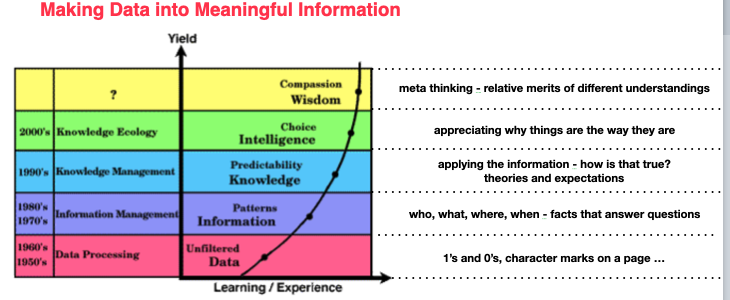 Making Data into Meaningful Information
Yield
?
Compassion
Wisdom
meta thinking - relative merits of different understandings
2000's Knowledge Ecology
Choice
Intelligence
appreciating why things are the way they are
1990's Knowledge Management
Predictability
Knowledge
applying the information - how is that true?
theories and expectations
1980's
1970's
Information Management
Patterns
Information
who, what, where, when - facts that answer questions
1960's
1950's
Data Processing
Unfiltered
Data
1's and 0's, character marks on a page ...
Learning / Experience